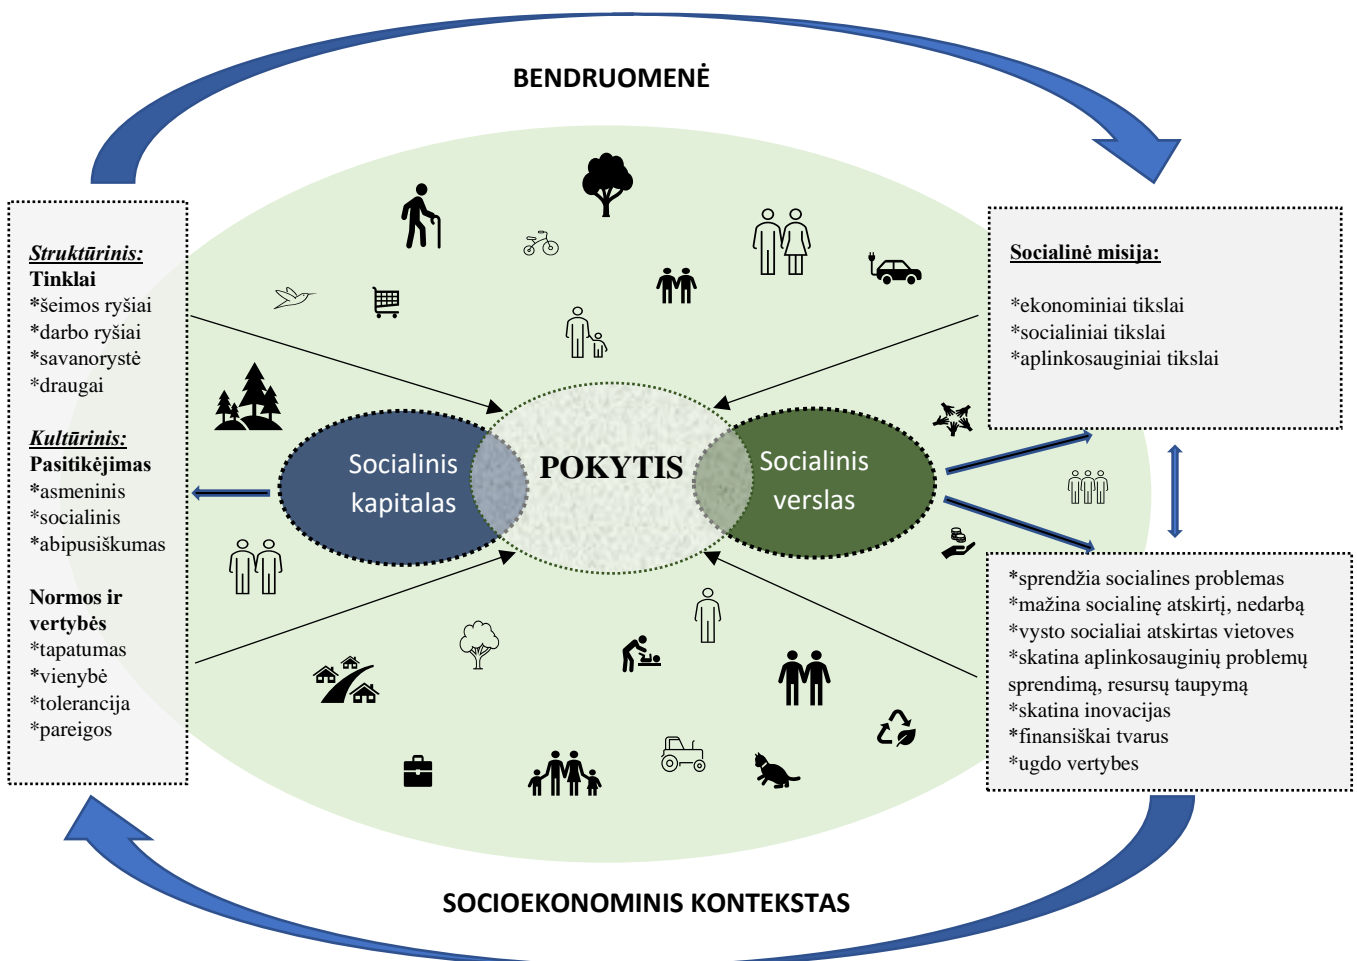 BENDRUOMENĖ
Struktūrinis:
Tinklai
*šeimos ryšiai
*darbo ryšiai
*savanorystė
*draugai
Kultūrinis:
Pasitikėjimas
*asmeninis
*socialinis
*abipusiškumas
Normos ir
vertybės
*tapatumas
*vienybė
*tolerancija
*pareigos
Socialinis
kapitalas
POKYTIS
Socialinis
verslas
Socialinė misija:
*ekonominiai tikslai
*socialiniai tikslai
*aplinkosauginiai tikslai
*sprendžia socialines problemas
*mažina socialinę atskirtį, nedarbą
*vysto socialiai atskirtas vietoves
*skatina aplinkosauginių problemų
sprendimą, resursų taupymą
*skatina inovacijas
*finansiškai tvarus
*ugdo vertybes
SOCIOEKONOMINIS KONTEKSTAS